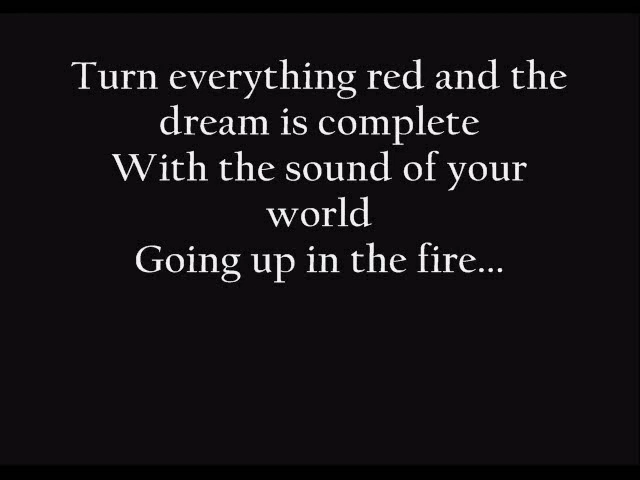 Turn everything red and the
dream is complete
With the sound of your
world
Going up in the fire...